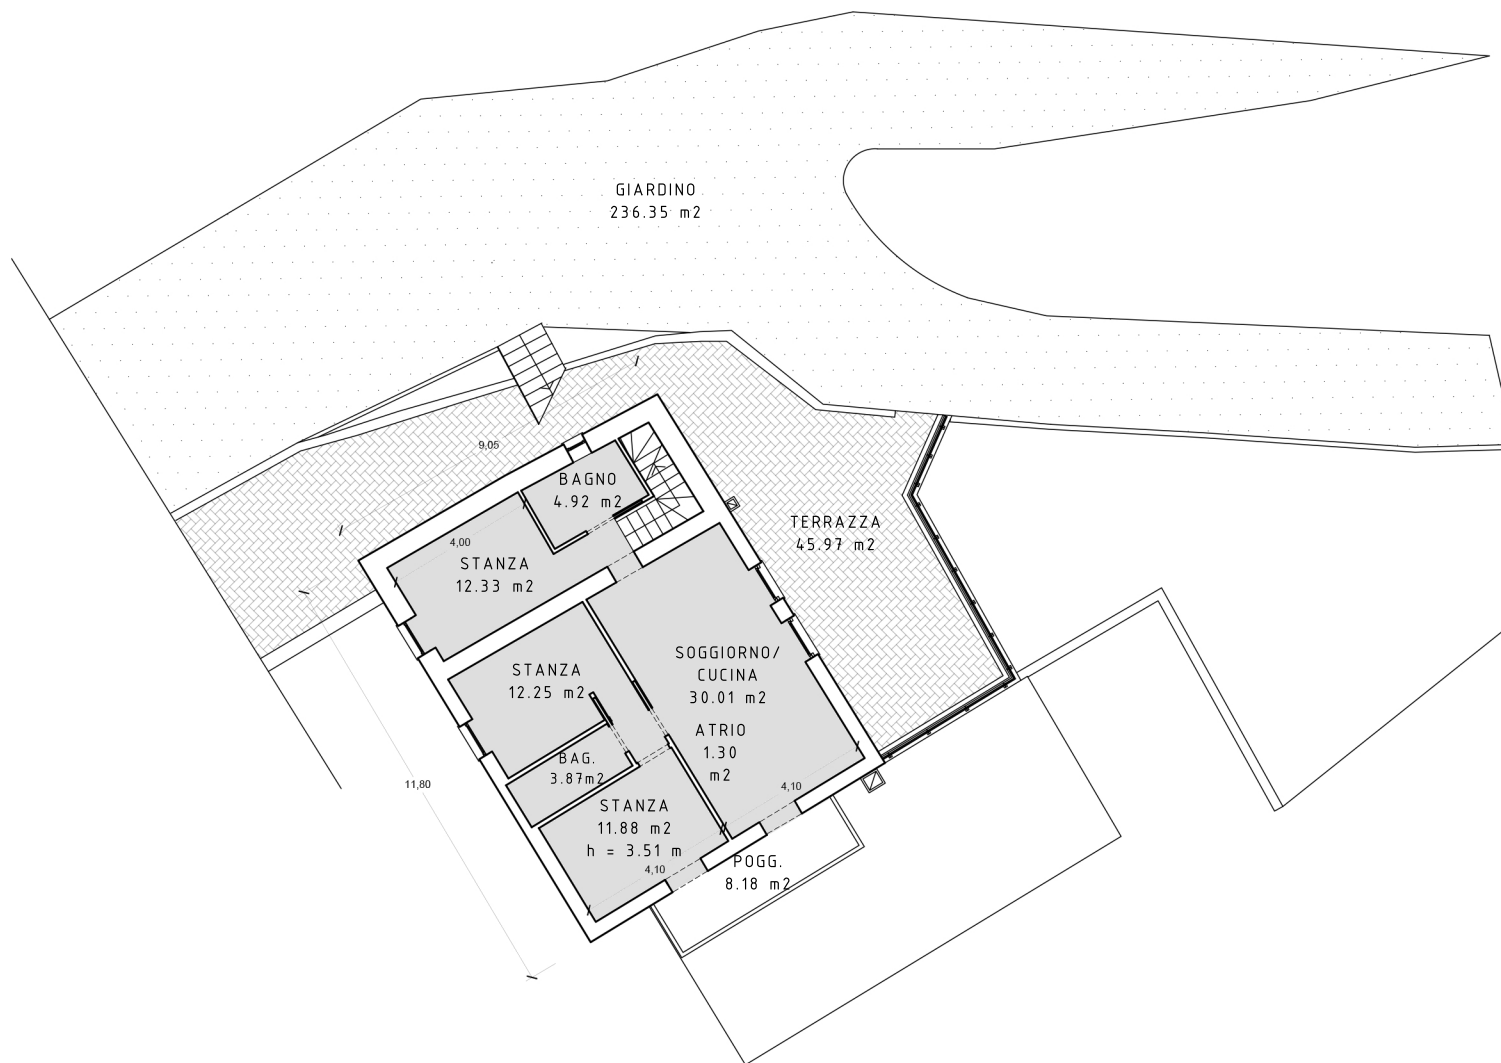 GIARDINO
236.35 m2
9,05
BAGNO
4.92 m2
4,00
STANZA
12.33 m2
TERRAZZA
45.97 m2
STANZA
12.25 m2
SOGGIORNO/
CUCINA
30.01 m2
ATRIO
1.30
m2
BAG.
3.87m2
11,80
4,10
STANZA
11.88 m2
h = 3.51 m
4,10
POGG.
8.18 m2